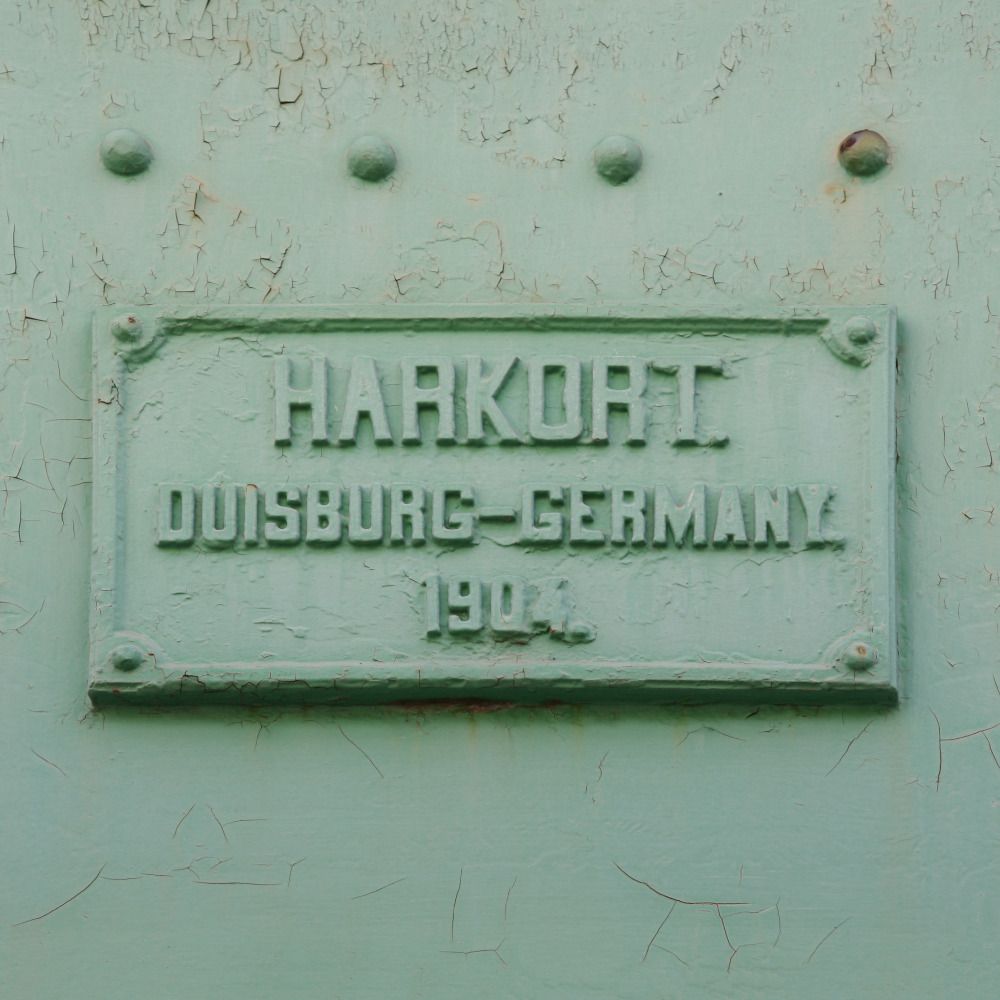 HARKORT.
DUISBURG-GERMANY.
1904.